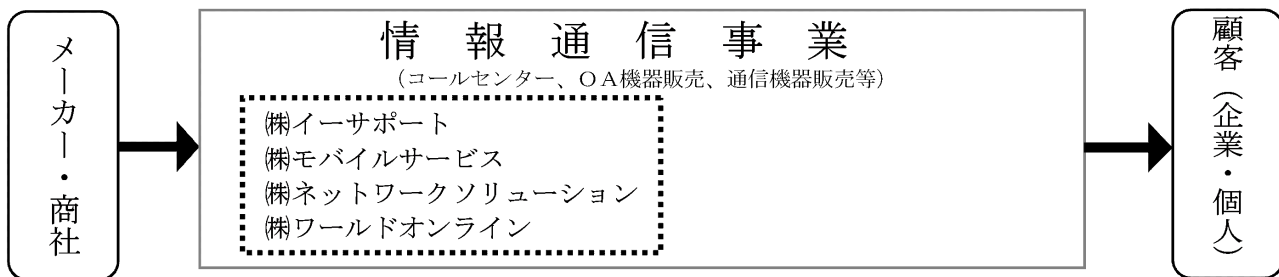 メーカー・商社
情報通信事業
（コールセンター、ＯＡ機器販売、通信機器販売等）
㈱イーサポート
㈱モバイルサービス
㈱ネットワークソリューション
㈱ワールドオンライン
顧客（企業・個人）